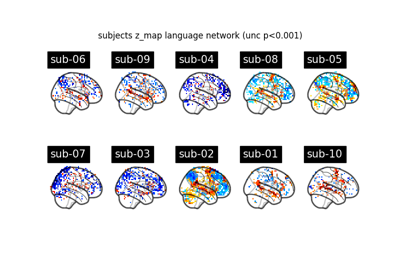 subjects z_map language network (unc p<0.001)
sub-06 sub-09 sub-04 sub-08 sub-05
sub-07 sub-03 sub-02 sub-01 sub-10